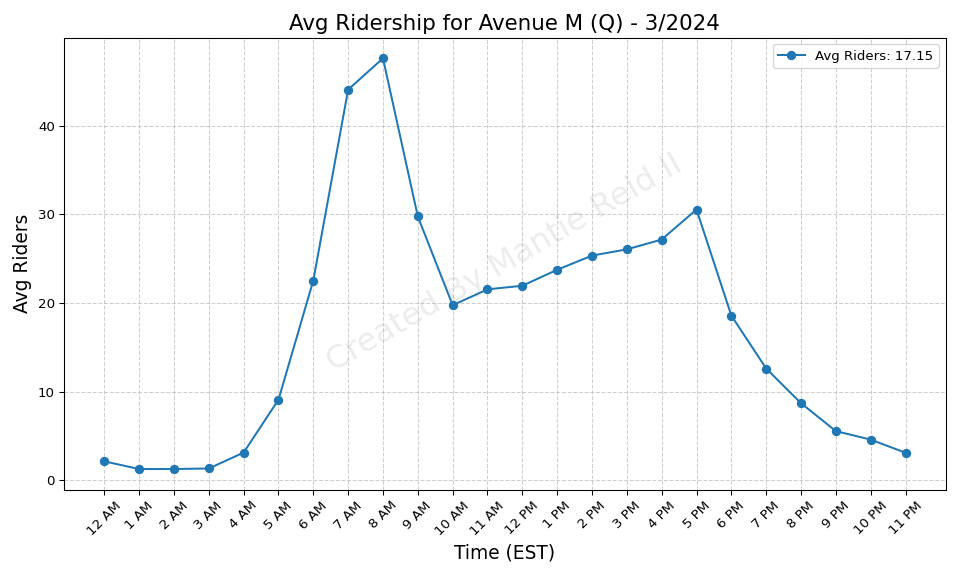 Avg Ridership for Avenue M (Q) - 3/2024
Avg Riders: 17.15
Avg Riders
40
30
20
10
0
Created By Mantie Reid II
12 AM
1 AM
2 AM
3 AM
4 AM
5 AM
6 AM
7 AM
8 AM
9 AM
10 AM
11 AM
12 PM
1 PM
2 PM
3 PM
4 PM
5 PM
6 PM
7 PM
8 PM
9 PM
10 PM
11 PM
Time (EST)